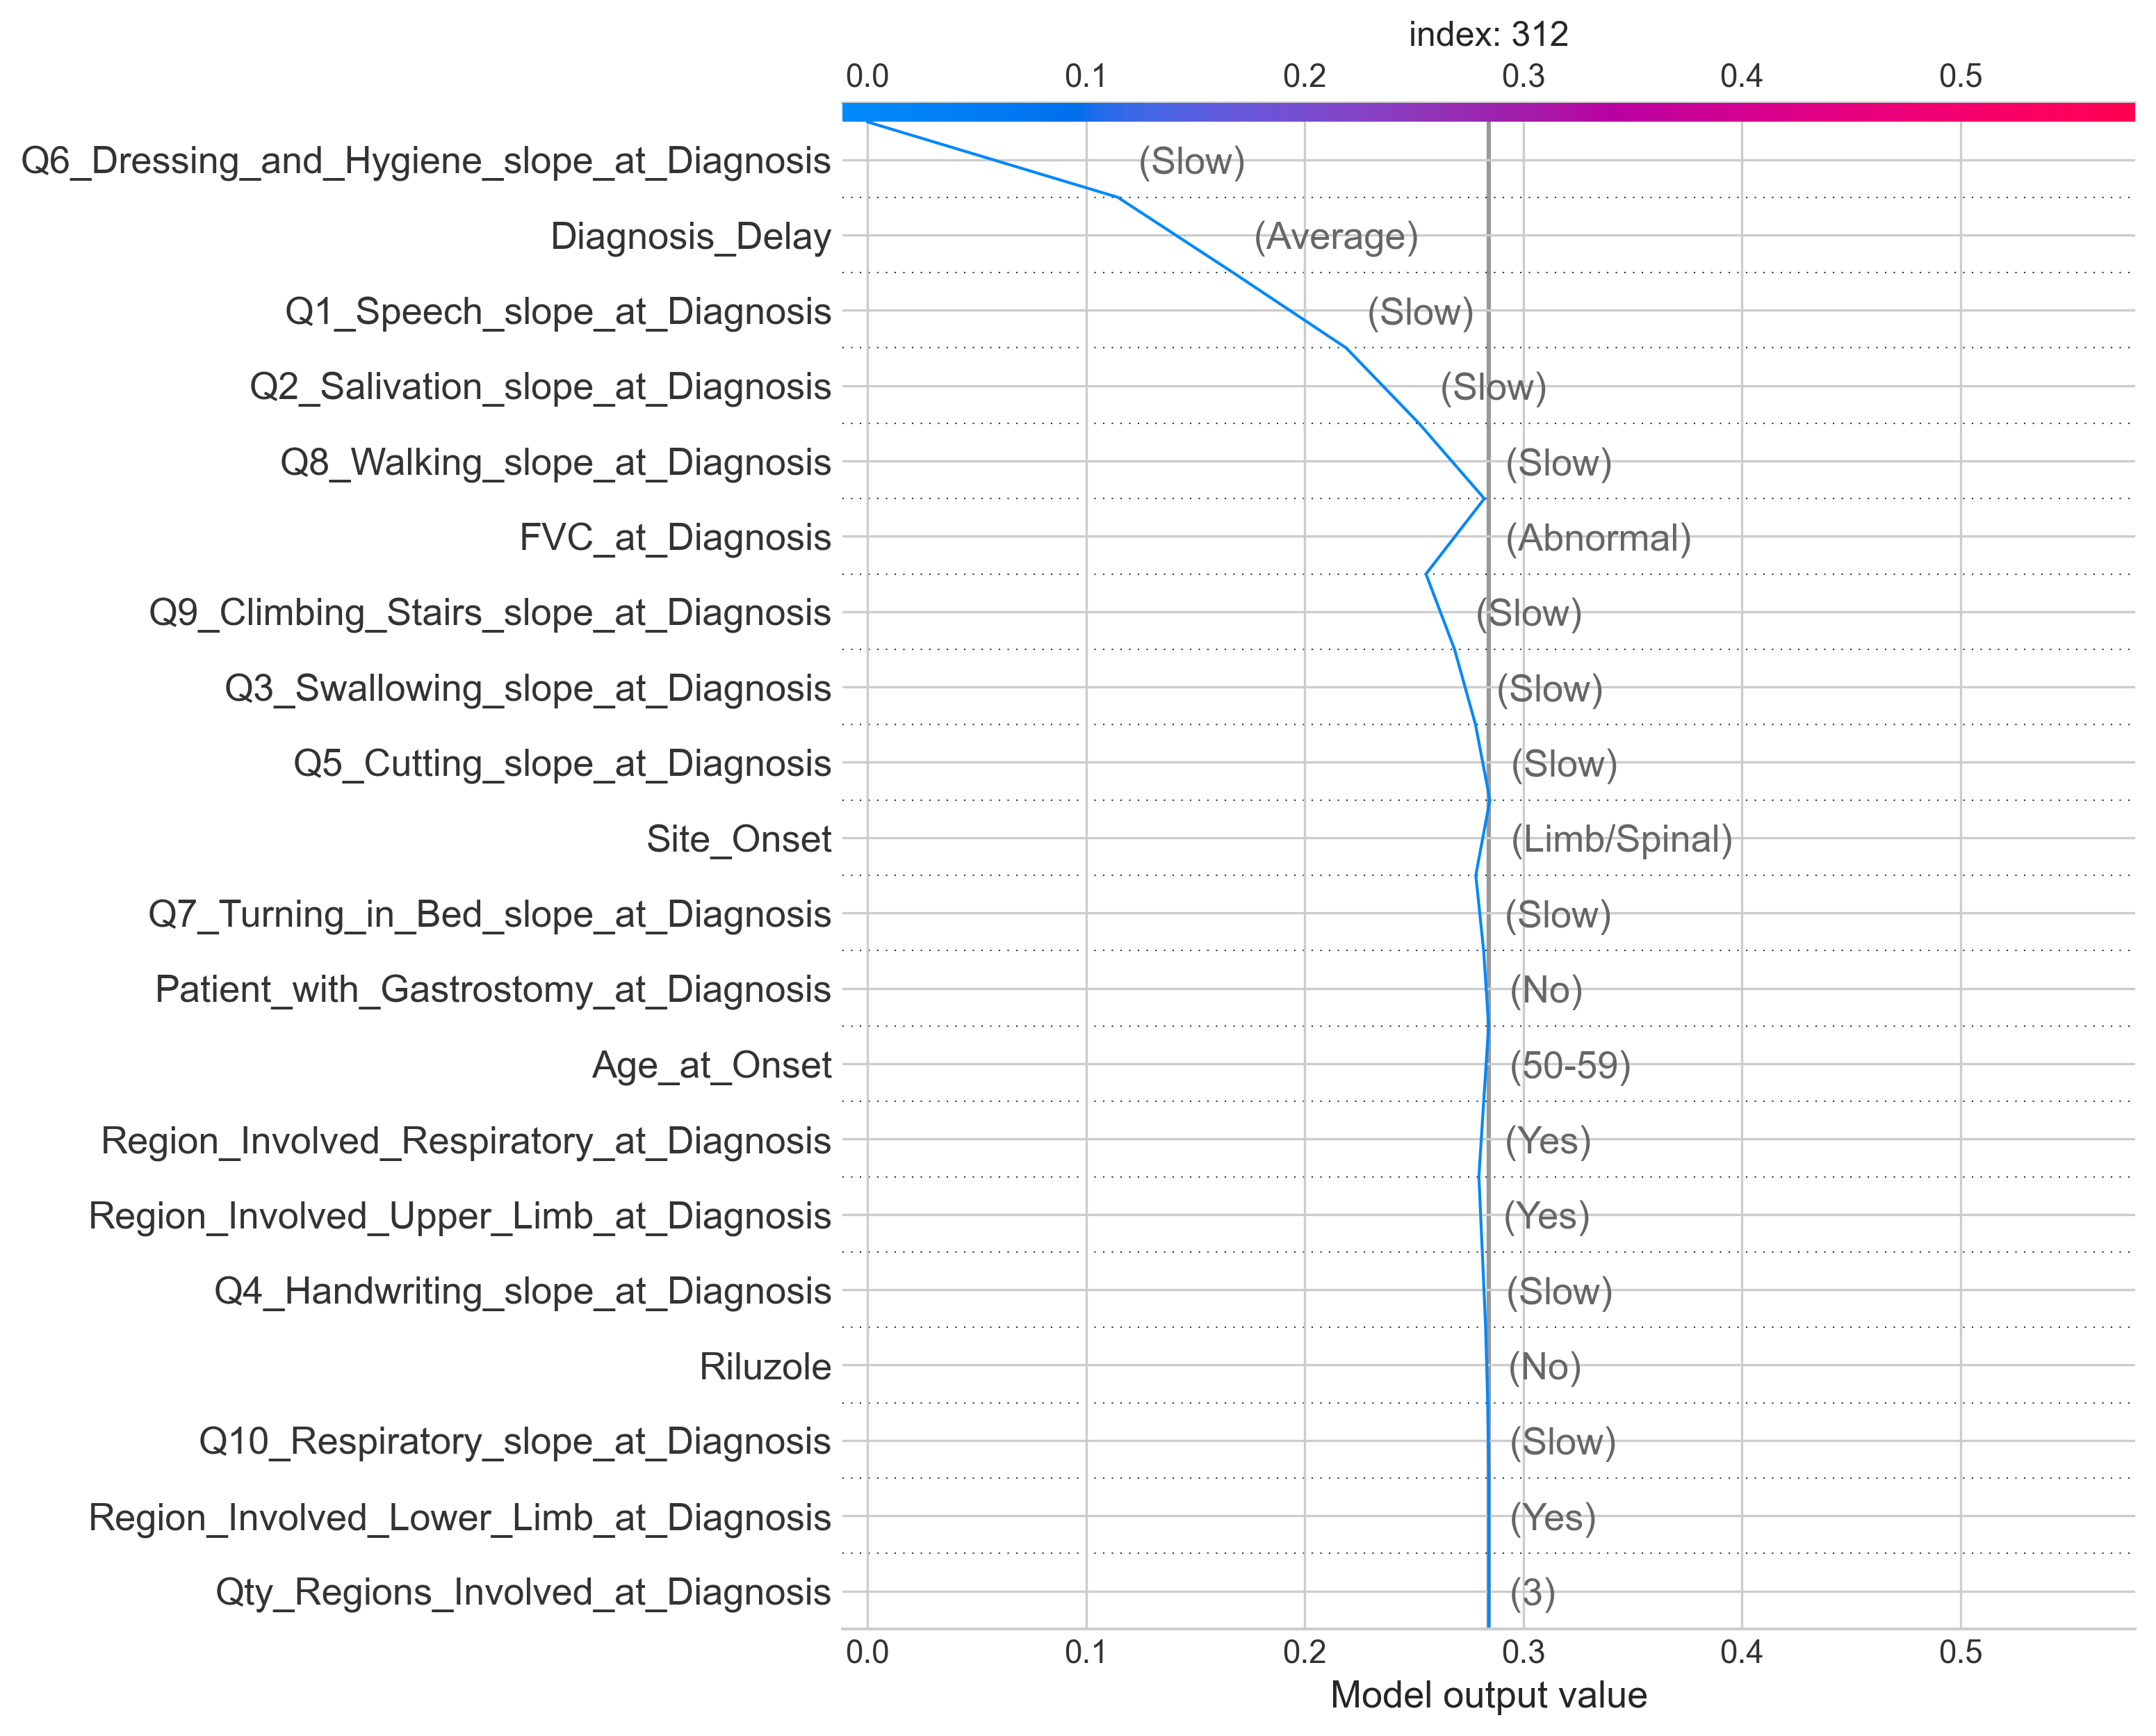 index: 312
0.0 0.1 0.2 0.3 0.4 0.5
Q6_Dressing_and_Hygiene_slope_at_Diagnosis (Slow)
Diagnosis_Delay (Average)
Q1_Speech_slope_at_Diagnosis (Slow)
Q2_Salivation_slope_at_Diagnosis (Slow)
Q8_Walking_slope_at_Diagnosis (Slow)
FVC_at_Diagnosis (Abnormal)
Q9_Climbing_Stairs_slope_at_Diagnosis (Slow)
Q3_Swallowing_slope_at_Diagnosis (Slow)
Q5_Cutting_slope_at_Diagnosis (Slow)
Site_Onset (Limb/Spinal)
Q7_Turning_in_Bed_slope_at_Diagnosis (Slow)
Patient_with_Gastrostomy_at_Diagnosis (No)
Age_at_Onset (50-59)
Region_Involved_Respiratory_at_Diagnosis (Yes)
Region_Involved_Upper_Limb_at_Diagnosis (Yes)
Q4_Handwriting_slope_at_Diagnosis (Slow)
Riluzole (No)
Q10_Respiratory_slope_at_Diagnosis (Slow)
Region_Involved_Lower_Limb_at_Diagnosis (Yes)
Qty_Regions_Involved_at_Diagnosis (3)
0.0 0.1 0.2 0.3 0.4 0.5
Model output value